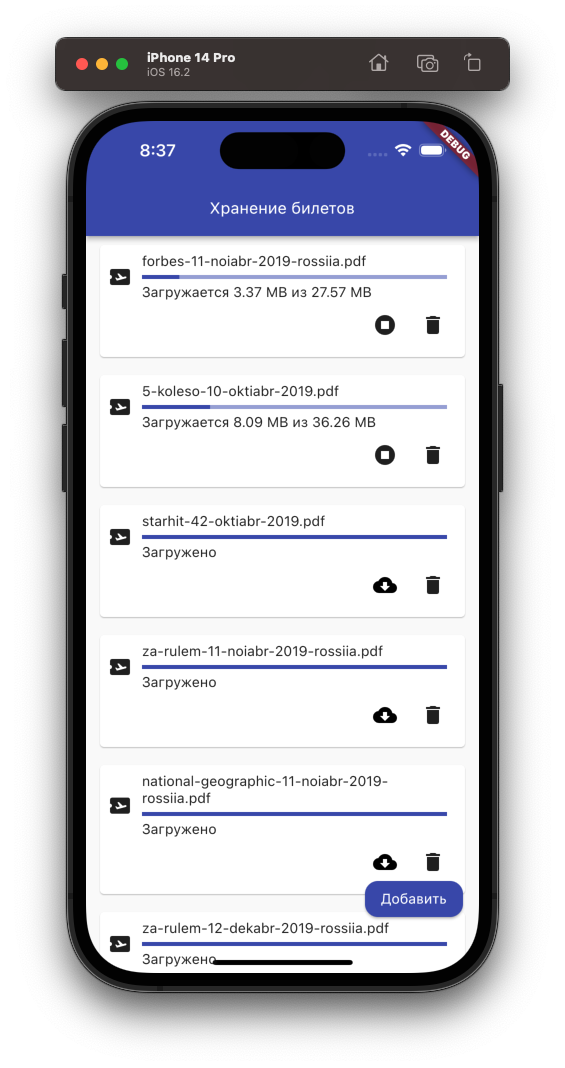 iPhone 14 Pro
iOS 16.2
8:37
DEBUG
Хранение билетов
forbes-11-noiabr-2019-rossiia.pdf
Загружается 3.37 MB из 27.57 MB
5-koleso-10-oktiabr-2019.pdf
Загружается 8.09 MB из 36.26 MB
starhit-42-oktiabr-2019.pdf
Загружено
za-rulem-11-noiabr-2019-rossiia.pdf
Загружено
national-geographic-11-noiabr-2019-
rossiia.pdf
Загружено
Добавить
za-rulem-12-dekabr-2019-rossiia.pdf
Загружено